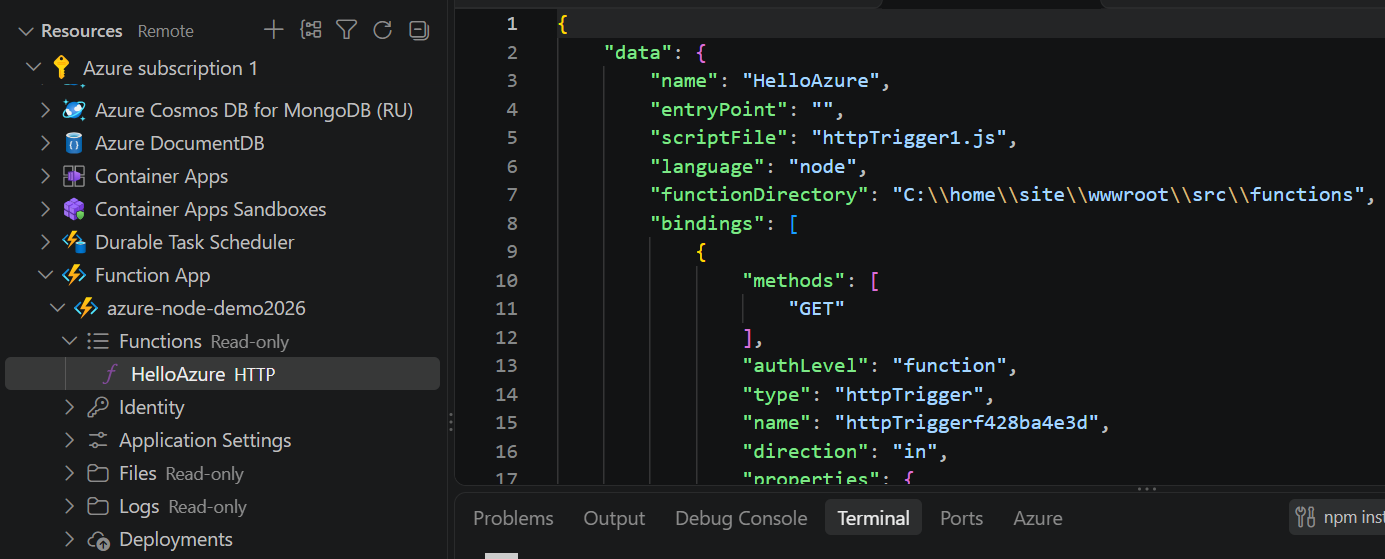 Resources Remote
Azure subscription 1
Azure Cosmos DB for MongoDB (RU)
Azure DocumentDB
Container Apps
Container Apps Sandboxes
Durable Task Scheduler
Function App
azure-node-demo2026
Functions Read-only
HelloAzure HTTP
Identity
Application Settings
Files Read-only
Logs Read-only
Deployments
1 {
2 "data": {
3 "name": "HelloAzure",
4 "entryPoint": "",
5 "scriptFile": "httpTrigger1.js",
6 "language": "node",
7 "functionDirectory": "C:\\home\\site\\wwwroot\\src\\functions",
8 "bindings": [
9 {
10 "methods": [
11 "GET"
12 ],
13 "authLevel": "function",
14 "type": "httpTrigger",
15 "name": "httpTriggerf428ba4e3d",
16 "direction": "in",
17 "properties": {
Problems Output Debug Console Terminal Ports Azure npm inst